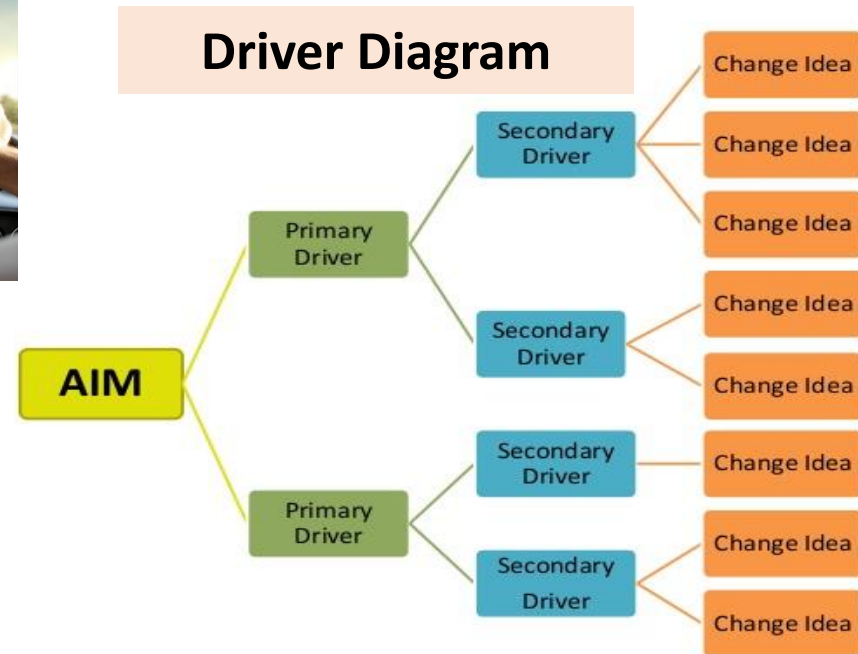 Driver Diagram
AIM
Primary
Driver
Primary
Driver
Secondary
Driver
Secondary
Driver
Secondary
Driver
Secondary
Driver
Change Idea
Change Idea
Change Idea
Change Idea
Change Idea
Change Idea
Change Idea
Change Idea